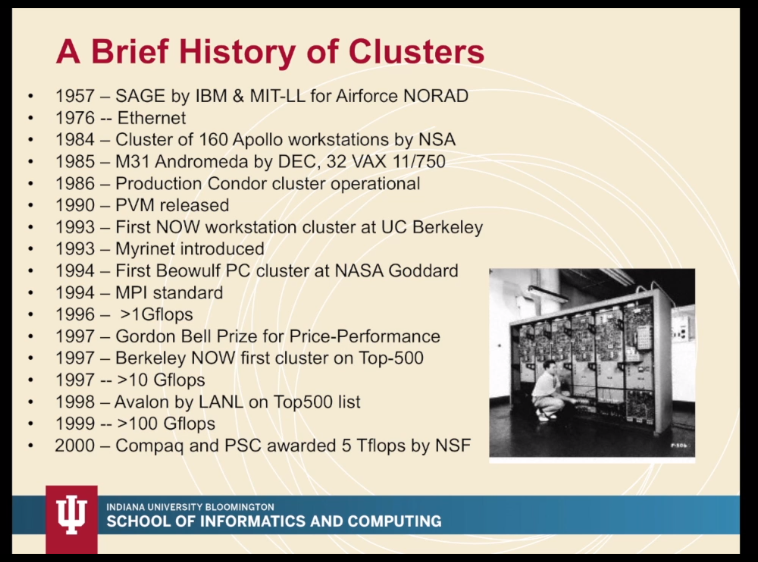 A Brief History of Clusters
• 1957 – SAGE by IBM & MIT-LL for Airforce NORAD
• 1976 -- Ethernet
• 1984 – Cluster of 160 Apollo workstations by NSA
• 1985 – M31 Andromeda by DEC, 32 VAX 11/750
• 1986 – Production Condor cluster operational
• 1990 – PVM released
• 1993 – First NOW workstation cluster at UC Berkeley
• 1993 – Myrinet introduced
• 1994 – First Beowulf PC cluster at NASA Goddard
• 1994 – MPI standard
• 1996 – >1Gflops
• 1997 – Gordon Bell Prize for Price-Performance
• 1997 – Berkeley NOW first cluster on Top-500
• 1997 -- >10 Gflops
• 1998 – Avalon by LANL on Top500 list
• 1999 -- >100 Gflops
• 2000 – Compaq and PSC awarded 5 Tflops by NSF
INDIANA UNIVERSITY BLOOMINGTON
SCHOOL OF INFORMATICS AND COMPUTING